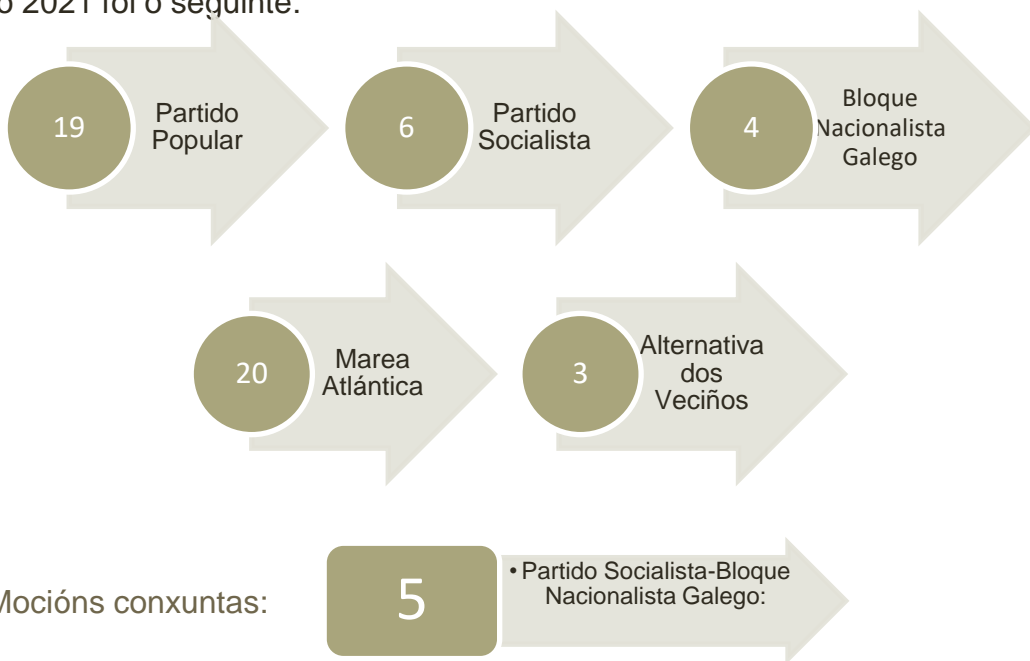 o 2021 foi o seguinte:
19
Partido
Popular
6
Partido
Socialista
4
Bloque
Nacionalista
Galego
20
Marea
Atlántica
3
Alternativa
dos
Veciños
Mocións conxuntas:
5
• Partido Socialista-Bloque
Nacionalista Galego: